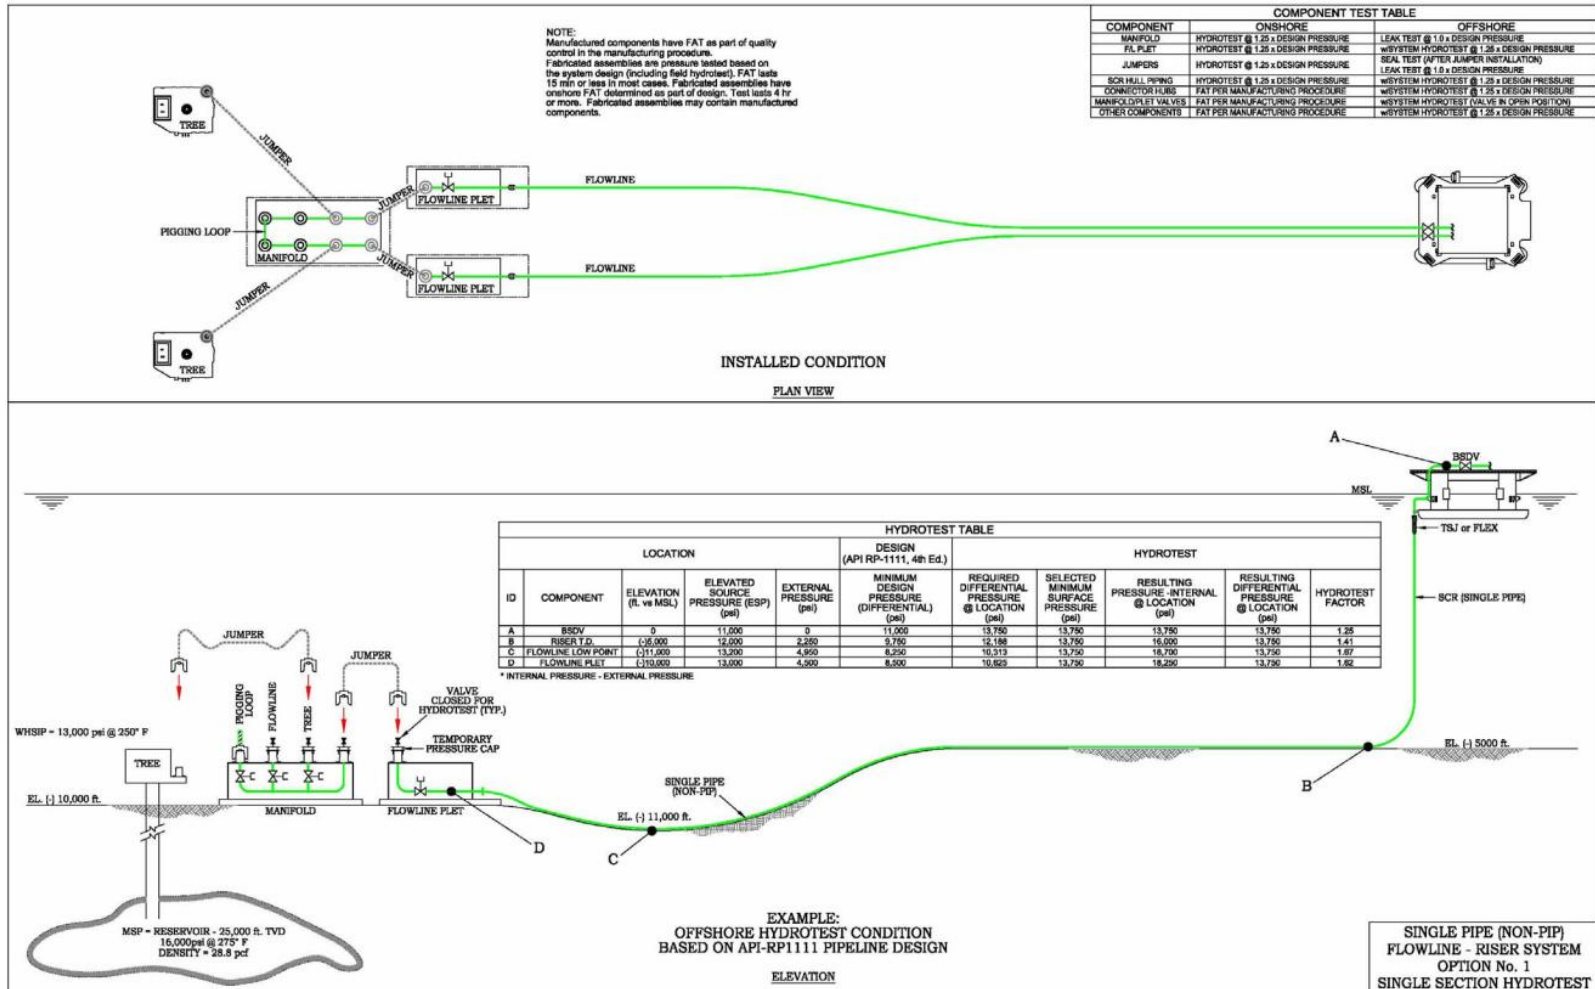 NOTE:
Manufactured components have FAT as part of quality
control in the manufacturing procedure.
Fabricated assemblies are pressure tested based on
the system design (including field hydrotest). FAT lasts
15 min or less in most cases. Fabricated assemblies have
onshore FAT determined as part of design. Test lasts 4 hr
or more. Fabricated assemblies may contain manufactured
components.
COMPONENT TEST TABLE
COMPONENT ONSHORE OFFSHORE
MANIFOLD HYDROTEST @ 1.25 x DESIGN PRESSURE LEAK TEST @ 1.0 x DESIGN PRESSURE
F/L PLET HYDROTEST @ 1.25 x DESIGN PRESSURE w/SYSTEM HYDROTEST @ 1.25 x DESIGN PRESSURE
JUMPERS HYDROTEST @ 1.25 x DESIGN PRESSURE SEAL TEST (AFTER JUMPER INSTALLATION)
LEAK TEST @ 1.0 x DESIGN PRESSURE
SCR HULL PIPING HYDROTEST @ 1.25 x DESIGN PRESSURE w/SYSTEM HYDROTEST @ 1.25 x DESIGN PRESSURE
CONNECTOR HUBS FAT PER MANUFACTURING PROCEDURE w/SYSTEM HYDROTEST @ 1.25 x DESIGN PRESSURE
MANIFOLD/PLET VALVES FAT PER MANUFACTURING PROCEDURE w/SYSTEM HYDROTEST (VALVE IN OPEN POSITION)
OTHER COMPONENTS FAT PER MANUFACTURING PROCEDURE w/SYSTEM HYDROTEST @ 1.25 x DESIGN PRESSURE
TREE
JUMPER
JUMPER
FLOWLINE PLET
FLOWLINE
PIGGING LOOP
MANIFOLD
JUMPER
FLOWLINE PLET
FLOWLINE
JUMPER
TREE
INSTALLED CONDITION
PLAN VIEW
A
BSDV
MSL
TSJ or FLEX
SCR (SINGLE PIPE)
HYDROTEST TABLE
LOCATION
DESIGN
(API RP-1111, 4th Ed.)
HYDROTEST
ID
COMPONENT
ELEVATION
(ft. vs MSL)
ELEVATED
SOURCE
PRESSURE (ESP)
(psi)
EXTERNAL
PRESSURE
(psi)
MINIMUM
DESIGN
PRESSURE
(DIFFERENTIAL)
(psi)
REQUIRED
DIFFERENTIAL
PRESSURE
@ LOCATION
(psi)
SELECTED
MINIMUM
SURFACE
PRESSURE
(psi)
RESULTING
PRESSURE -INTERNAL
@ LOCATION
(psi)
RESULTING
DIFFERENTIAL
PRESSURE
@ LOCATION
(psi)
HYDROTEST
FACTOR
A BSDV 0 11,000 0 11,000 13,750 13,750 13,750 13,750 1.25
B RISER T.D. (-)5,000 12,000 2,250 9,750 12,188 13,750 16,000 13,750 1.41
C FLOWLINE LOW POINT (-)11,000 13,200 4,950 8,250 10,313 13,750 18,700 13,750 1.67
D FLOWLINE PLET (-)10,000 13,000 4,500 8,500 10,625 13,750 18,250 13,750 1.62
* INTERNAL PRESSURE - EXTERNAL PRESSURE
JUMPER
JUMPER
PIGGING
LOOP
FLOWLINE
TREE
VALVE
CLOSED FOR
HYDROTEST (TYP.)
TEMPORARY
PRESSURE CAP
WHSIP = 13,000 psi @ 250° F
TREE
EL. (-) 10,000 ft.
MANIFOLD
FLOWLINE PLET
D
EL. (-) 11,000 ft.
C
SINGLE PIPE
(NON-PIP)
B
EL. (-) 5000 ft.
MSP = RESERVOIR - 25,000 ft. TVD
16,000psi @ 275° F
DENSITY = 28.8 pcf
EXAMPLE:
OFFSHORE HYDROTEST CONDITION
BASED ON API-RP1111 PIPELINE DESIGN
ELEVATION
SINGLE PIPE (NON-PIP)
FLOWLINE - RISER SYSTEM
OPTION No. 1
SINGLE SECTION HYDROTEST